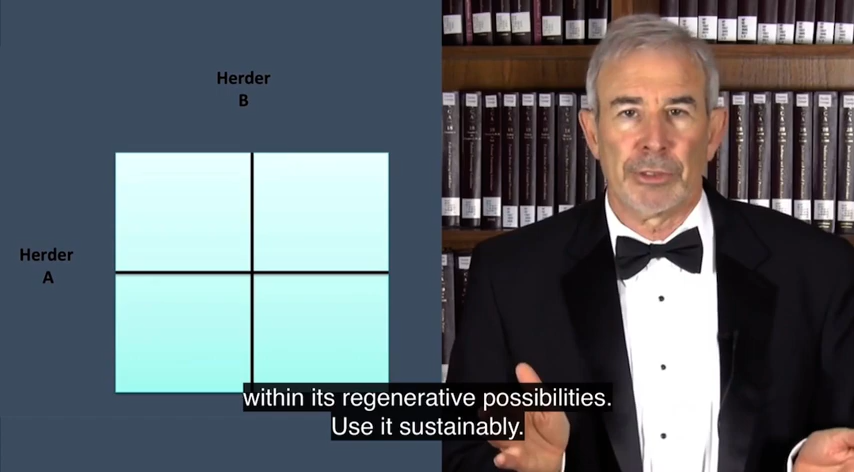 Herder
B
Herder
A
within its regenerative possibilities.
Use it sustainably.